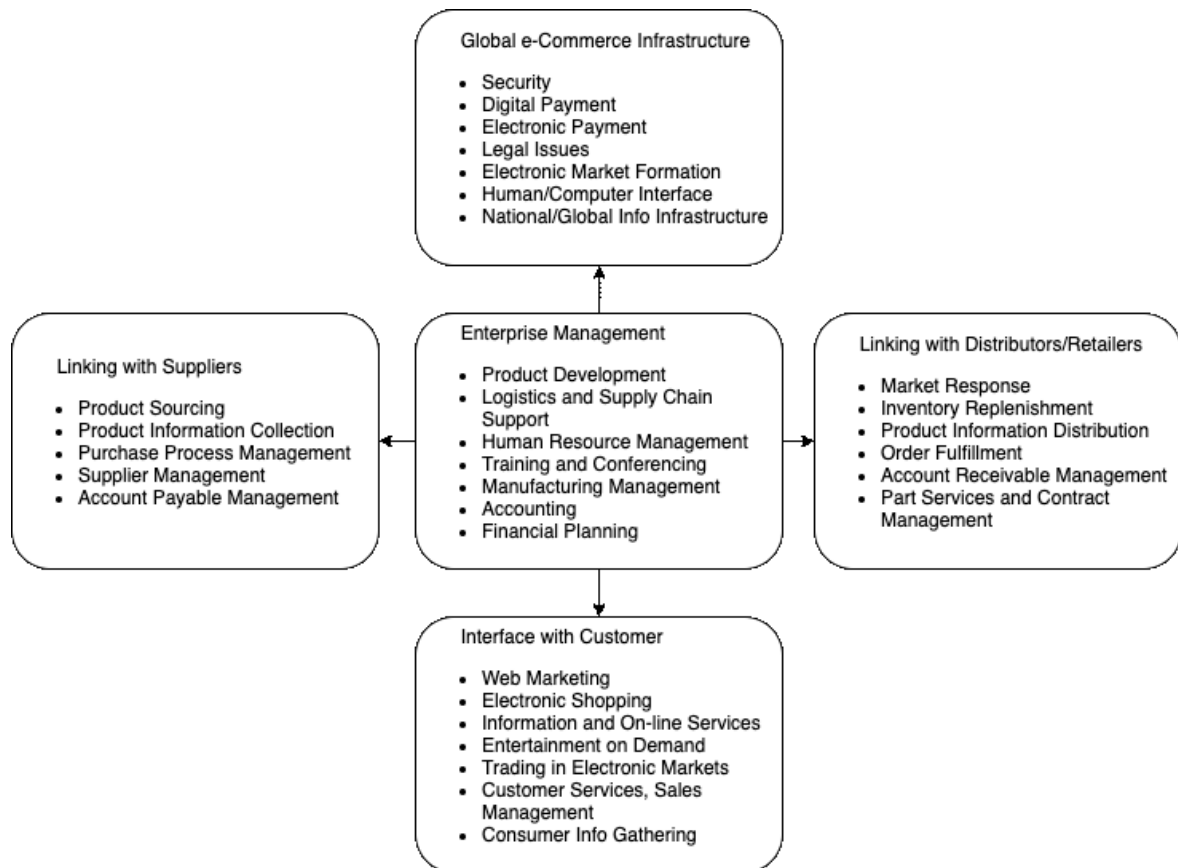 Global e-Commerce Infrastructure
• Security
• Digital Payment
• Electronic Payment
• Legal Issues
• Electronic Market Formation
• Human/Computer Interface
• National/Global Info Infrastructure
Linking with Suppliers
• Product Sourcing
• Product Information Collection
• Purchase Process Management
• Supplier Management
• Account Payable Management
Enterprise Management
• Product Development
• Logistics and Supply Chain
Support
• Human Resource Management
• Training and Conferencing
• Manufacturing Management
• Accounting
• Financial Planning
Linking with Distributors/Retailers
• Market Response
• Inventory Replenishment
• Product Information Distribution
• Order Fulfillment
• Account Receivable Management
• Part Services and Contract
Management
Interface with Customer
• Web Marketing
• Electronic Shopping
• Information and On-line Services
• Entertainment on Demand
• Trading in Electronic Markets
• Customer Services, Sales
Management
• Consumer Info Gathering